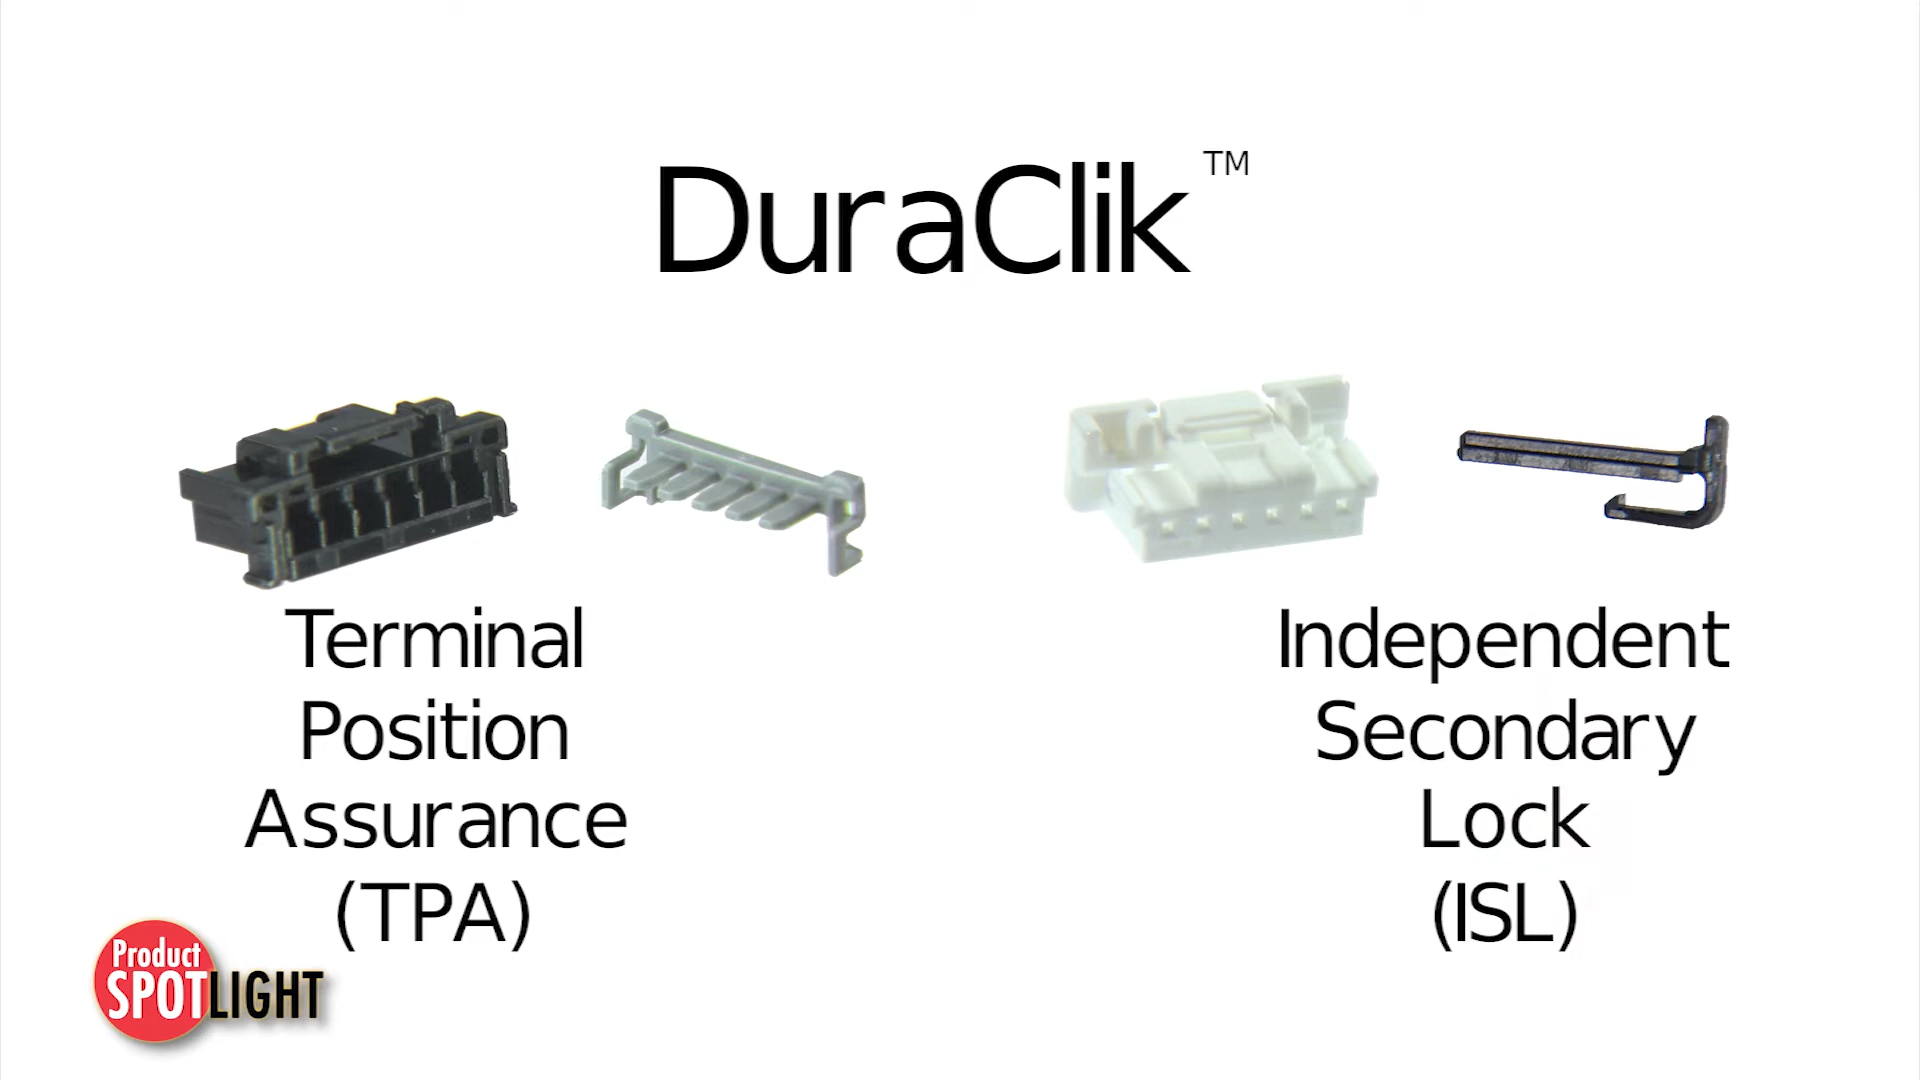 DuraClik™
Terminal
Position
Assurance
(TPA)
Independent
Secondary
Lock
(ISL)
Product
SPOTLIGHT